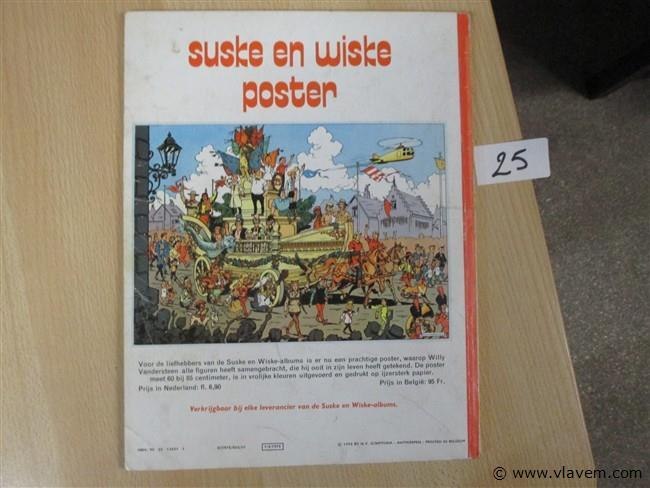 suske en wiske
poster
25
Voor de liefhebbers van de Suske en Wiske-albums is er nu een prachtige poster, waarop Willy
Vandersteen alle figuren heeft samengebracht, die hij ooit in zijn leven heeft getekend. De poster
meet 60 bij 85 centimeter, is in vrolijke kleuren uitgevoerd en gedrukt op ijzersterk papier.
Prijs in Nederland: fl. 6,90 Prijs in België: 95 Fr.
Verkrijgbaar bij elke leverancier van de Suske en Wiske-albums.
© www.vlavem.com